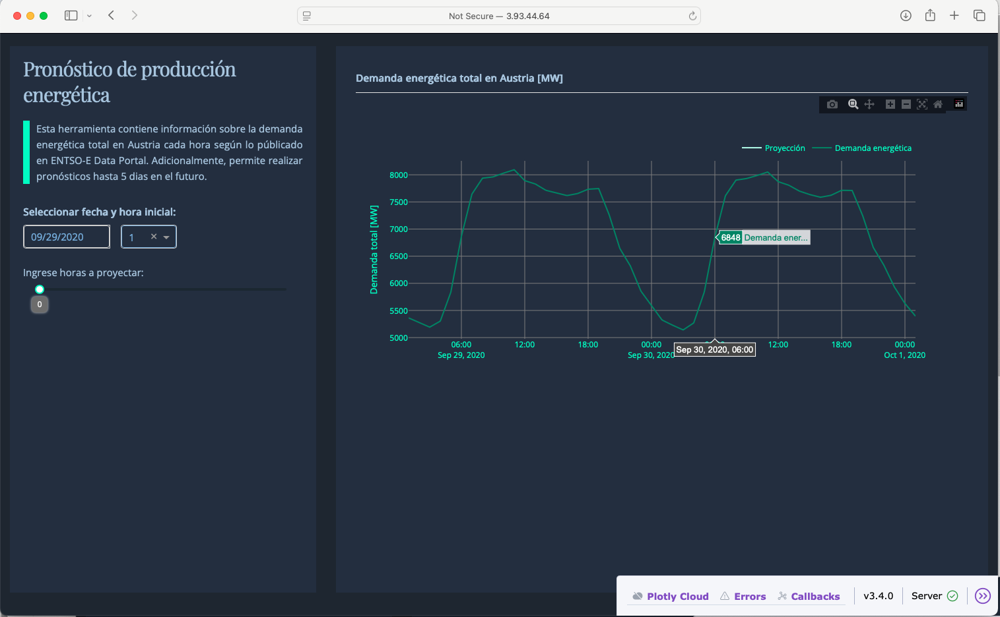 Not Secure — 3.93.44.64
Pronóstico de producción
energética
Esta herramienta contiene información sobre la demanda
energética total en Austria cada hora según lo públicado
en ENTSO-E Data Portal. Adicionalmente, permite realizar
pronósticos hasta 5 dias en el futuro.
Seleccionar fecha y hora inicial:
09/29/2020
1
Ingrese horas a proyectar:
0
Demanda energética total en Austria [MW]
Proyección
Demanda energética
Demanda total [MW]
8000
7500
7000
6500
6000
5500
5000
6848 Demanda ener...
06:00
12:00
18:00
00:00
12:00
18:00
00:00
Sep 29, 2020
Sep 30, 2020
Sep 30, 2020, 06:00
Oct 1, 2020
Plotly Cloud
Errors
Callbacks
v3.4.0
Server